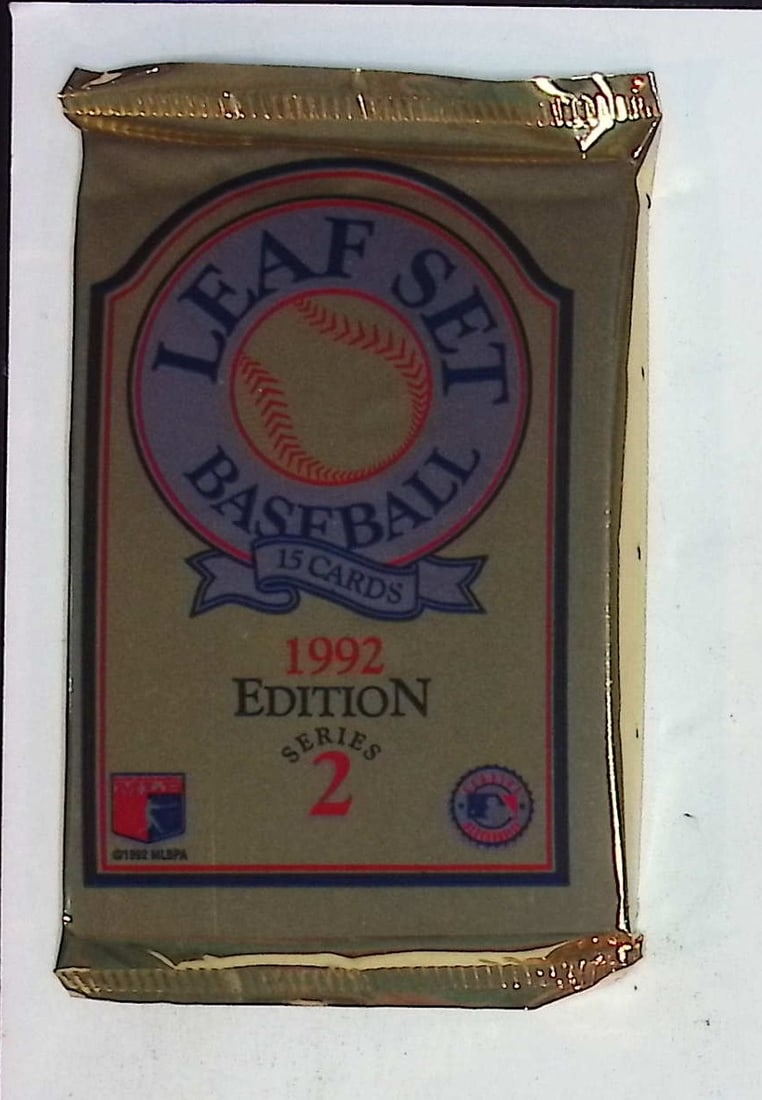 LEAF SET
BASEBALL
15 CARDS
1992
EDITION
SERIES
2
©1992 MLBPA